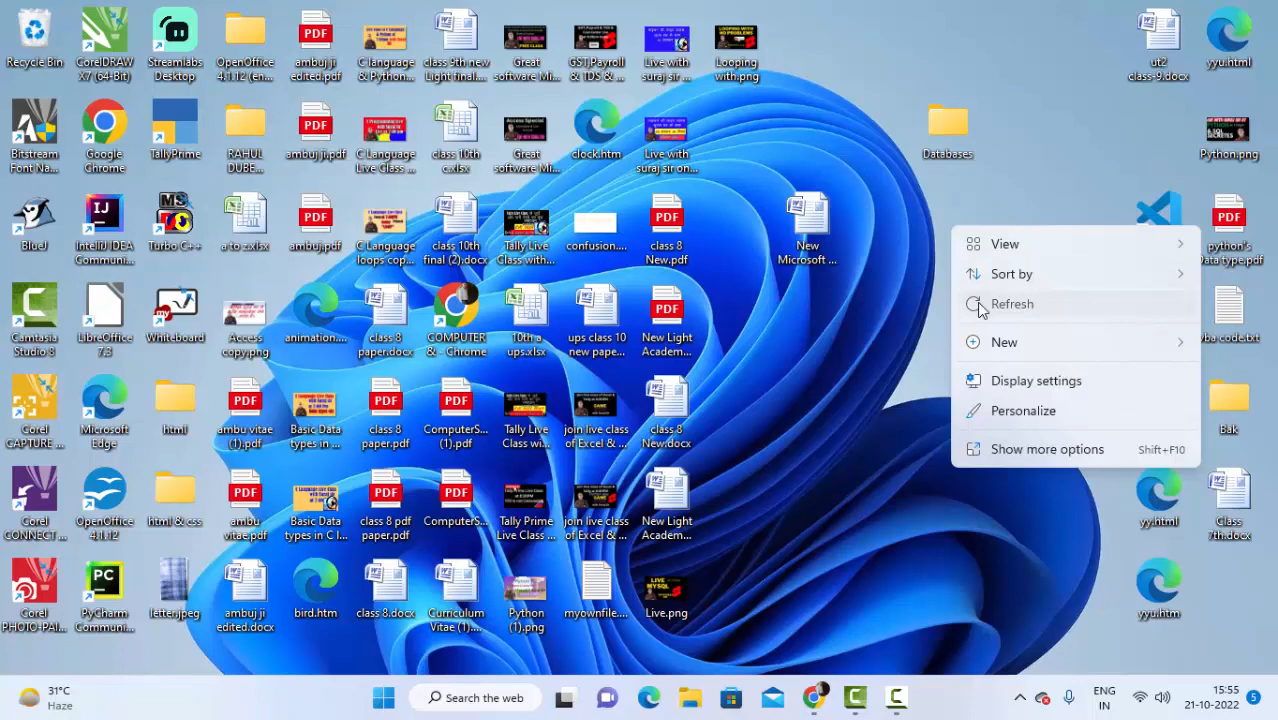 Recycle Bin
CorelDRAW
X7 (64-Bit)
Streamlabs
Desktop
OpenOffice
4.1.12 (en...
ambuj ji
edited.pdf
C language
& Python...
class 9th new
Light final....
Great
software Mi...
GST,Payroll
& TDS & ...
Live with
suraj sir ...
Looping
with.png
ut2
class-9.docx
yyu.html
Bitstream
Font Na...
Google
Chrome
TallyPrime
RAHUL
DUBE...
ambuj ji.pdf
C Language
Live Class ...
class 10th
c.xlsx
Great
software Mi...
clock.htm
Live with
suraj sir on...
Databases
Python.png
BlueJ
IntelliJ IDEA
Communi...
Turbo C++
a to z.xlsx
ambuj.pdf
C Language
loops cop...
class 10th
final (2).docx
Tally Live
Class with...
confusion....
class 8
New.pdf
New
Microsoft ...
python's
Data type.pdf
Camtasia
Studio 8
LibreOffice
7.3
Whiteboard
Access
copy.png
animation....
class 8
paper.docx
COMPUTER
& - Chrome
10th a
ups.xlsx
ups class 10
new pape...
New Light
Academ...
vba code.txt
Corel
CAPTURE ...
Microsoft
Edge
html
ambu vitae
(1).pdf
Basic Data
types in ...
class 8
paper.pdf
ComputerS...
(1).pdf
Tally Live
Class wi...
join live class
of Excel & ...
class 8
New.docx
Bak
Corel
CONNECT ...
OpenOffice
4.1.12
html & css
ambu
vitae.pdf
Basic Data
types in C l...
class 8 pdf
paper.pdf
ComputerS...
Tally Prime
Live Class ...
join live class
of Excel & ...
New Light
Academ...
yy.html
Class
7th.docx
Corel
PHOTO-PAI...
PyCharm
Communi...
letter.jpeg
ambuj ji
edited.docx
bird.htm
class 8.docx
Curriculum
Vitae (1)....
Python
(1).png
myownfile....
Live.png
yyu.htm
View
Sort by
Refresh
New
Display settings
Personalize
Show more options Shift+F10
31°C
Haze
Search the web
ENG
IN
15:55
21-10-2022
5